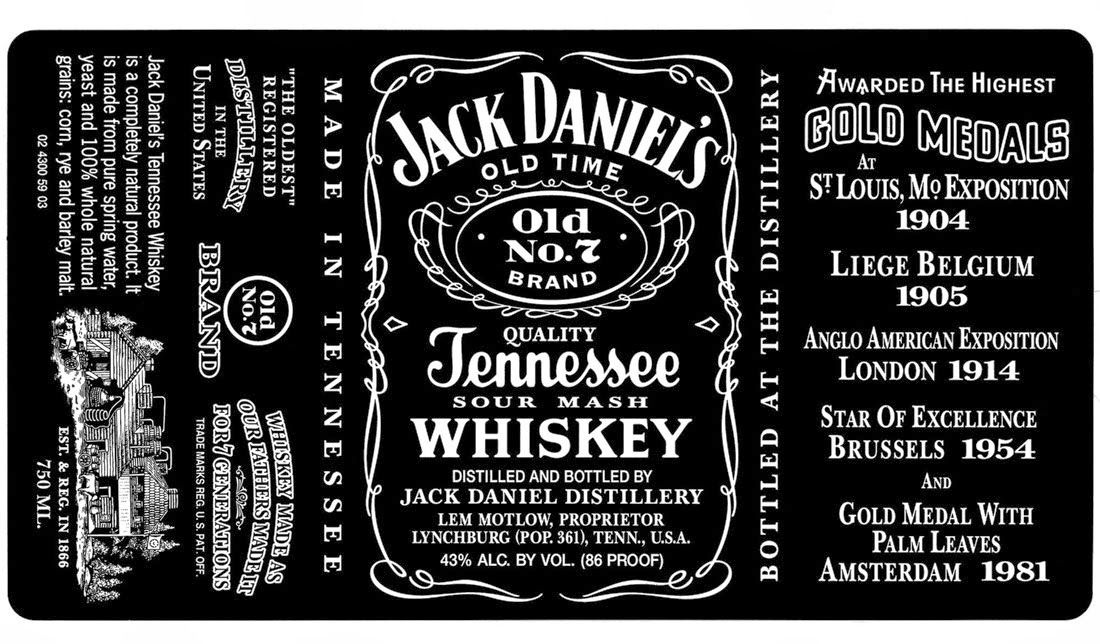 Jack Daniel's Tennessee Whiskey
is a completely natural product. It
is made from pure spring water,
yeast and 100% whole natural
grains: corn, rye and barley malt.
02 4300 59 03
"THE OLDEST"
REGISTERED
DISTILLERY
IN THE
UNITED STATES
Old
No.7
BRAND
WHISKEY MADE AS
OUR FATHERS MADE IT
FOR 7 GENERATIONS
TRADE MARKS REG. U.S. PAT. OFF.
EST. & REG. IN 1866
750 ML.
MADE IN TENNESSEE
JACK DANIEL'S
OLD TIME
Old
No.7
BRAND
QUALITY
Tennessee
SOUR MASH
WHISKEY
DISTILLED AND BOTTLED BY
JACK DANIEL DISTILLERY
LEM MOTLOW, PROPRIETOR
LYNCHBURG (POP. 361), TENN., U.S.A.
43% ALC. BY VOL. (86 PROOF)
BOTTLED AT THE DISTILLERY
AWARDED THE HIGHEST
GOLD MEDALS
AT
ST LOUIS, MO EXPOSITION
1904
LIEGE BELGIUM
1905
ANGLO AMERICAN EXPOSITION
LONDON 1914
STAR OF EXCELLENCE
BRUSSELS 1954
AND
GOLD MEDAL WITH
PALM LEAVES
AMSTERDAM 1981